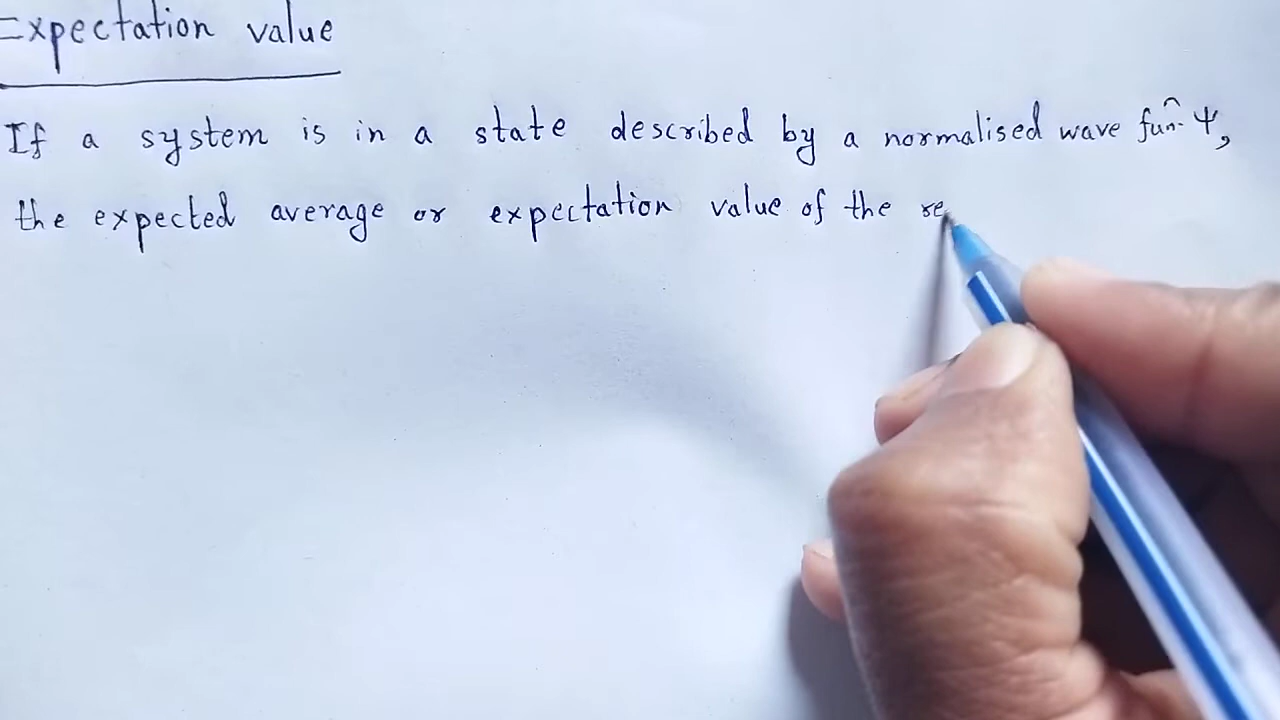 Expectation value
If a system is in a state described by a normalised wave fun^n. Ψ,
the expected average or expectation value of the re